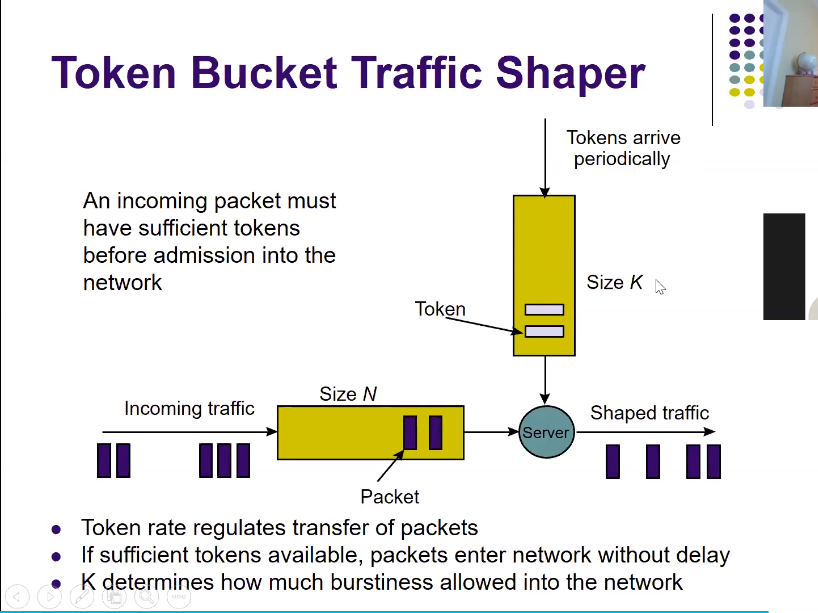 Token Bucket Traffic Shaper
Tokens arrive
periodically
An incoming packet must
have sufficient tokens
before admission into the
network
Size K
Token
Size N
Incoming traffic
Server
Shaped traffic
Packet
Token rate regulates transfer of packets
If sufficient tokens available, packets enter network without delay
K determines how much burstiness allowed into the network